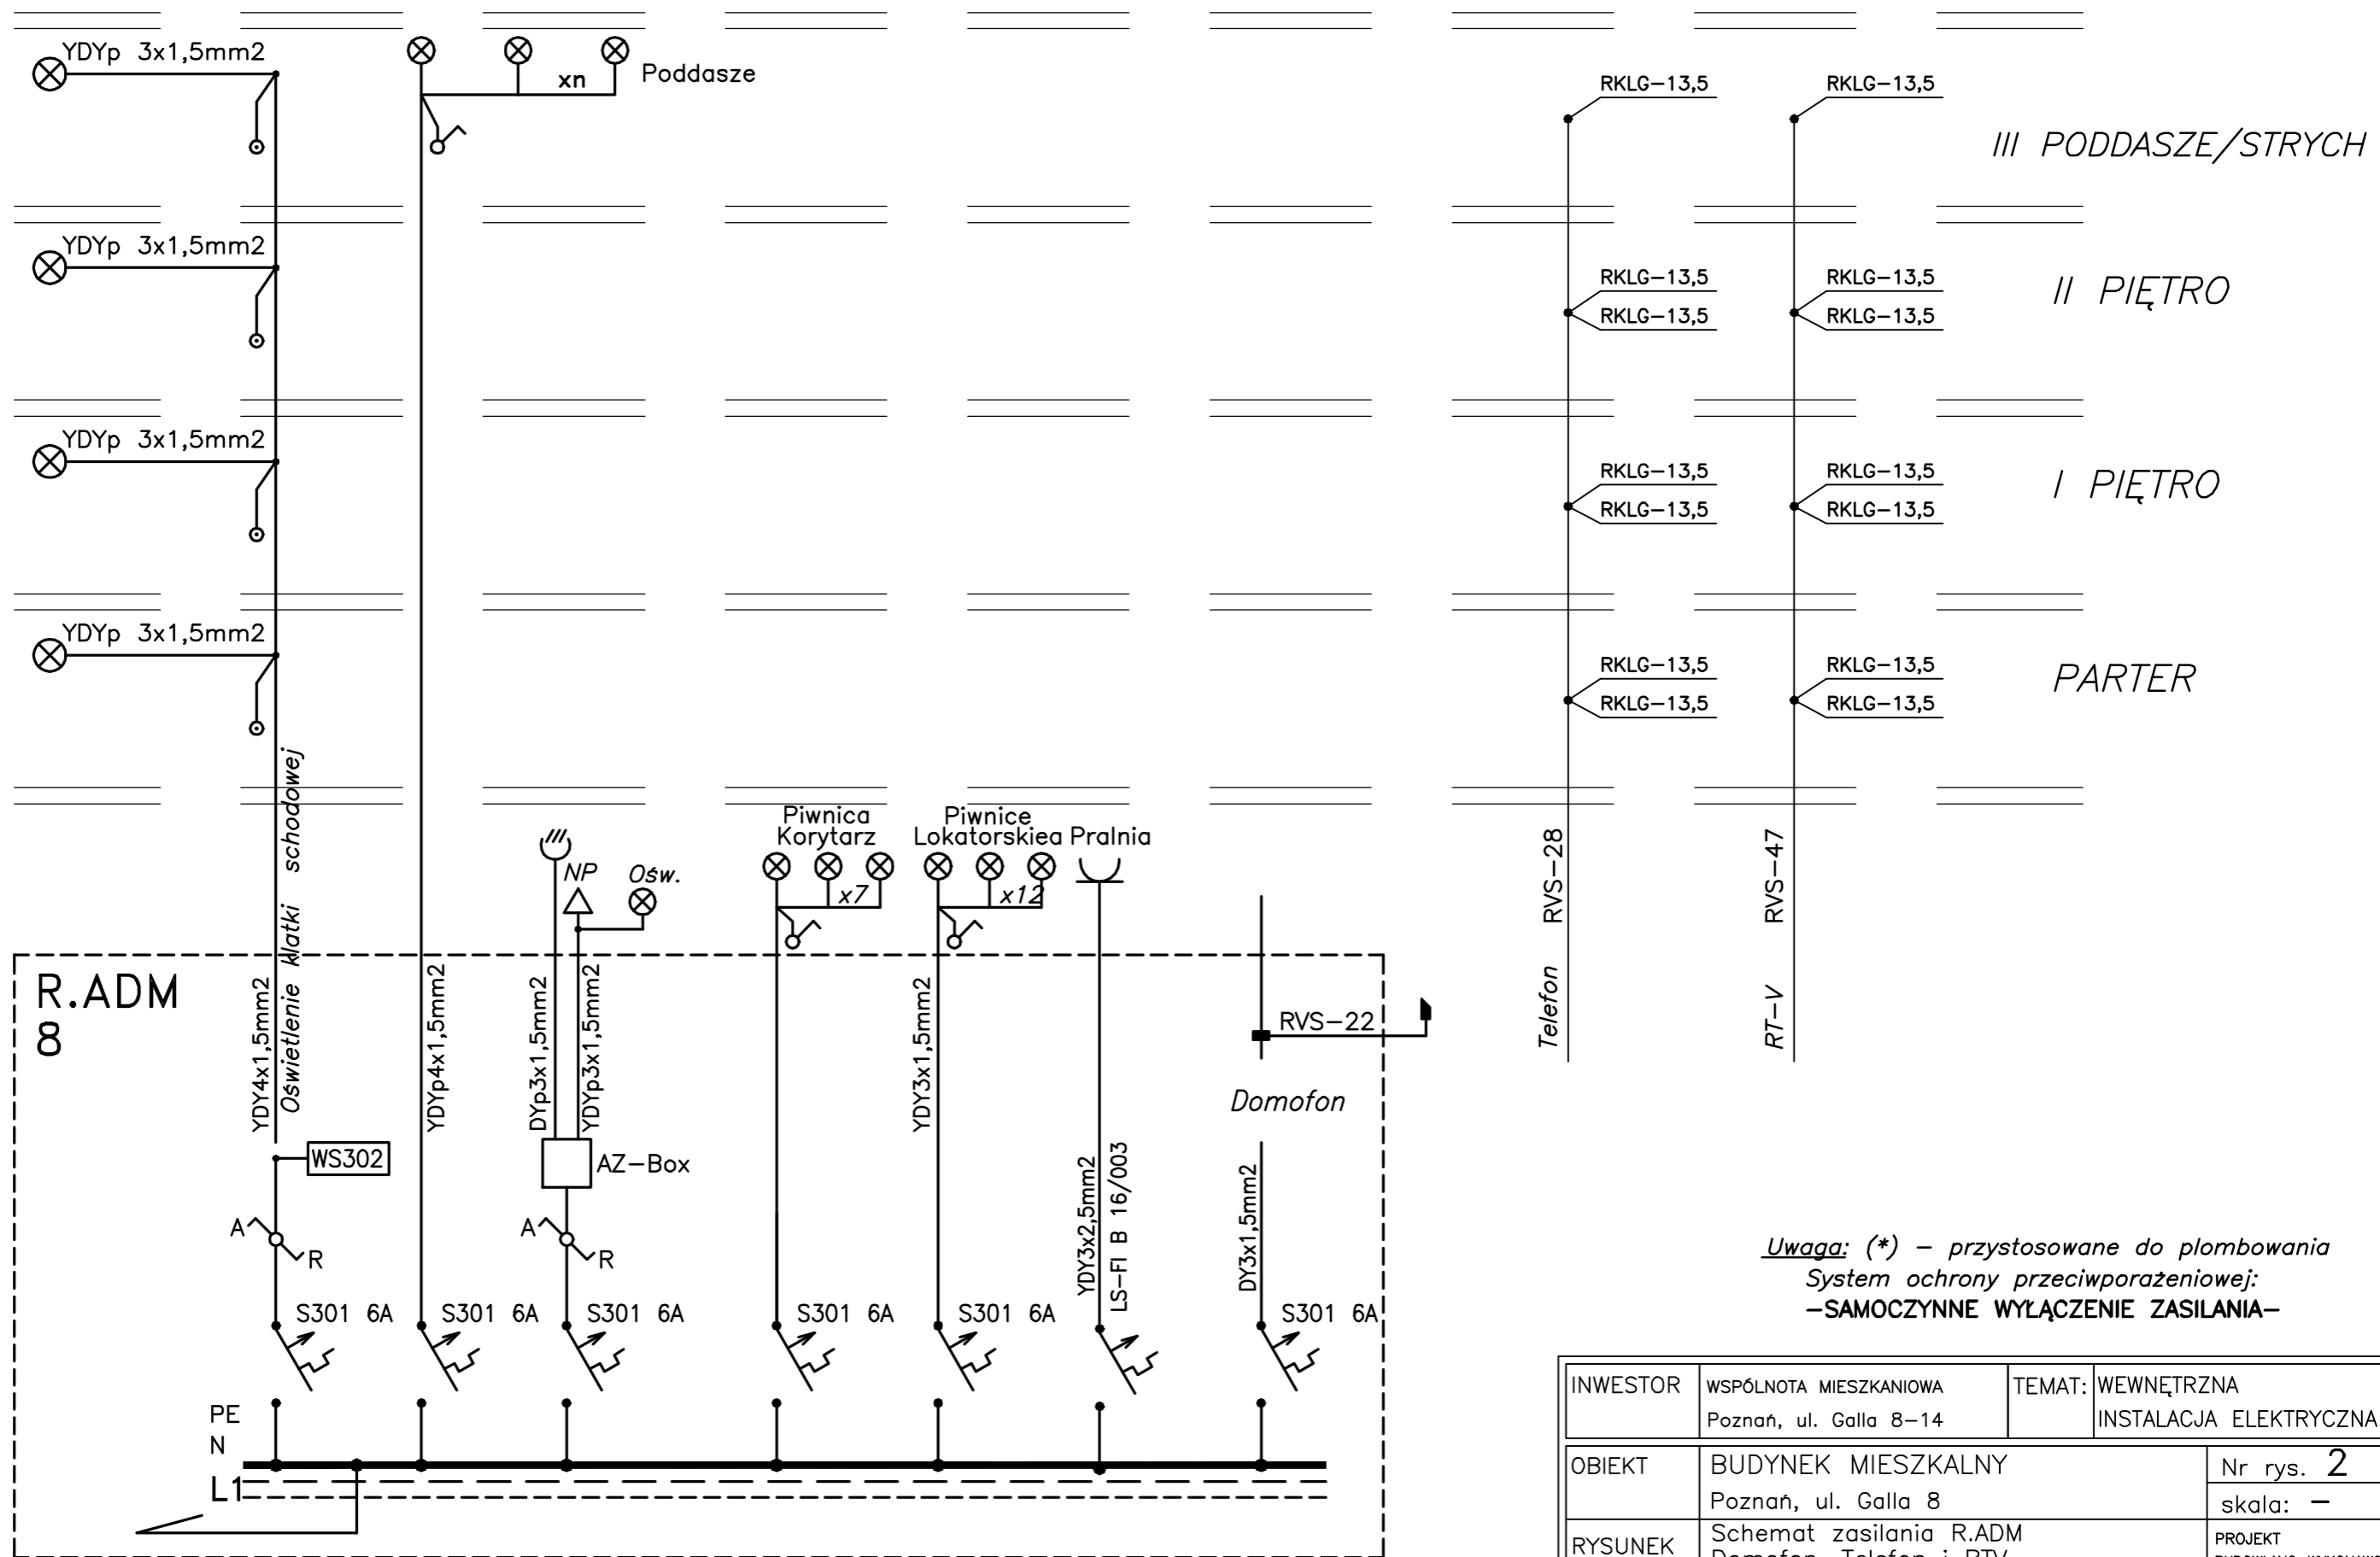 YDYp 3x1,5mm2
xn
Poddasze
RKLG-13,5
RKLG-13,5
III PODDASZE/STRYCH
YDYp 3x1,5mm2
RKLG-13,5
RKLG-13,5
RKLG-13,5
RKLG-13,5
II PIĘTRO
YDYp 3x1,5mm2
RKLG-13,5
RKLG-13,5
RKLG-13,5
RKLG-13,5
I PIĘTRO
YDYp 3x1,5mm2
RKLG-13,5
RKLG-13,5
RKLG-13,5
RKLG-13,5
PARTER
Oświetlenie klatki schodowej
NP
Ośw.
Piwnica
Korytarz
x7
Piwnice
Lokatorskiea
x12
Pralnia
Telefon RVS-28
RT-V RVS-47
R.ADM
8
YDY4x1,5mm2
YDYp4x1,5mm2
DYp3x1,5mm2
YDYp3x1,5mm2
YDY3x1,5mm2
YDY3x2,5mm2
LS-FI B 16/003
RVS-22
Domofon
DY3x1,5mm2
WS302
AZ-Box
A
R
A
R
S301 6A
S301 6A
S301 6A
S301 6A
S301 6A
S301 6A
PE
N
L1
Uwaga: (*) - przystosowane do plombowania
System ochrony przeciwporażeniowej:
-SAMOCZYNNE WYŁĄCZENIE ZASILANIA-
INWESTOR
WSPÓLNOTA MIESZKANIOWA
Poznań, ul. Galla 8-14
TEMAT:
WEWNĘTRZNA
INSTALACJA ELEKTRYCZNA
OBIEKT
BUDYNEK MIESZKALNY
Poznań, ul. Galla 8
Nr rys. 2
skala: -
RYSUNEK
Schemat zasilania R.ADM
Domofon, Telefon i RTV
PROJEKT